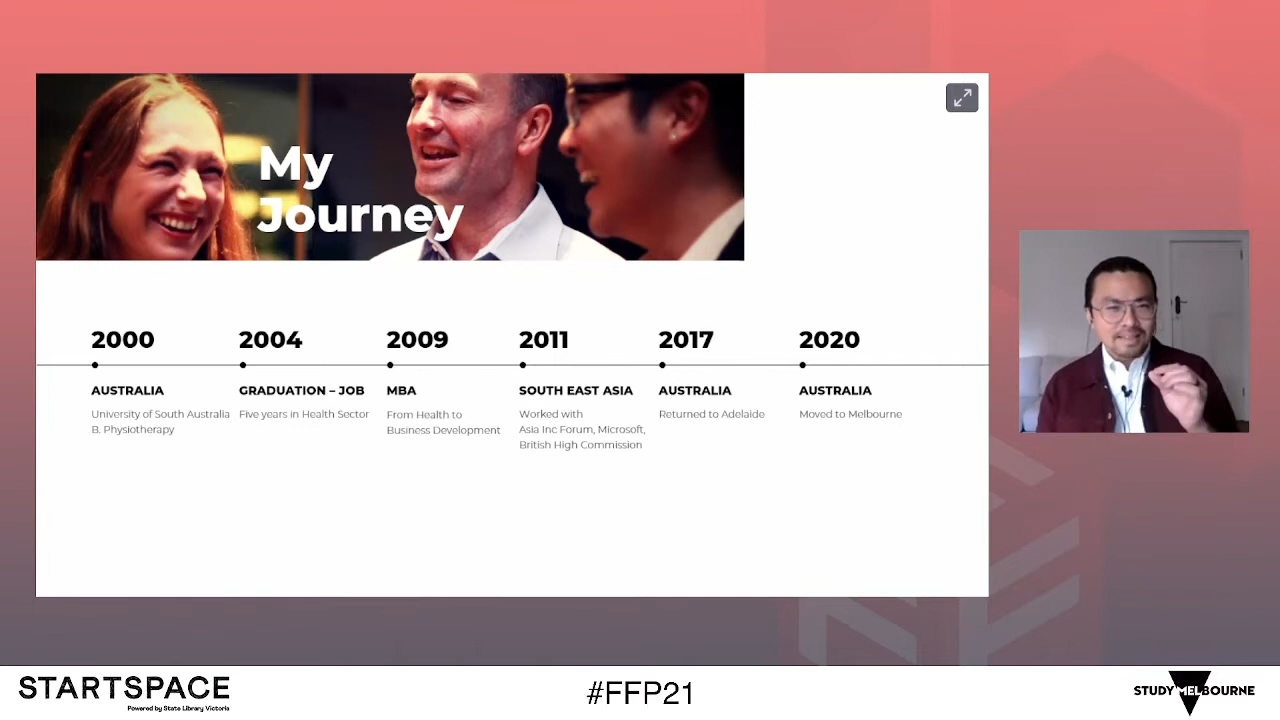 My
Journey
2000
2004
2009
2011
2017
2020
AUSTRALIA
GRADUATION – JOB
MBA
SOUTH EAST ASIA
AUSTRALIA
AUSTRALIA
University of South Australia
B. Physiotherapy
Five years in Health Sector
From Health to
Business Development
Worked with
Asia Inc Forum, Microsoft,
British High Commission
Returned to Adelaide
Moved to Melbourne
STARTSPACE
Powered by State Library Victoria
#FFP21
STUDY MELBOURNE